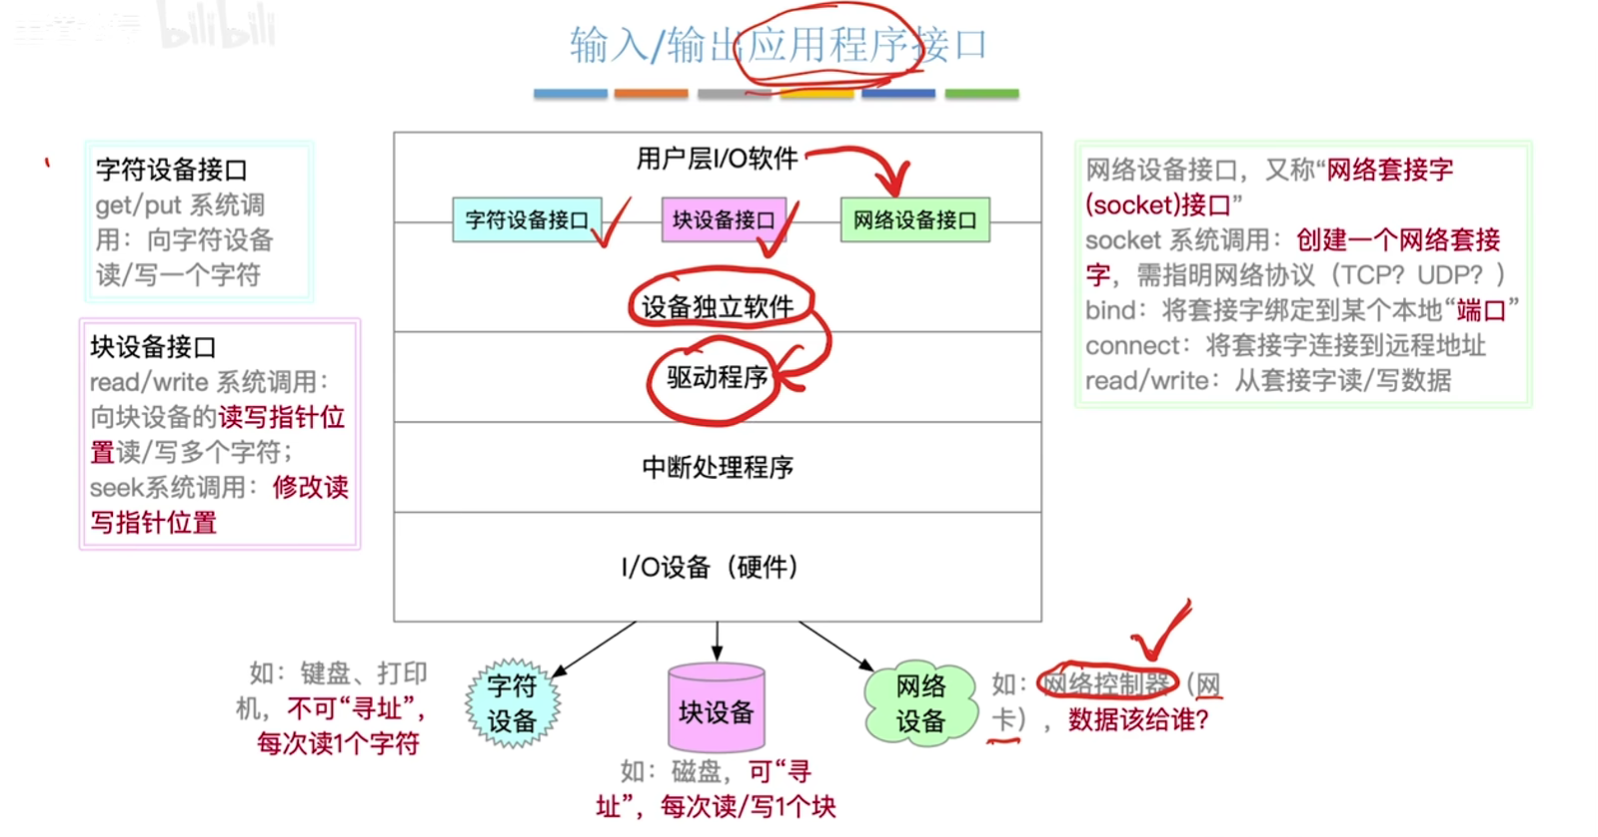 bilibili
输入/输出应用程序接口
字符设备接口
get/put 系统调
用：向字符设备
读/写一个字符
块设备接口
read/write 系统调用：
向块设备的读写指针位
置读/写多个字符；
seek系统调用：修改读
写指针位置
用户层I/O软件
字符设备接口
块设备接口
网络设备接口
设备独立软件
驱动程序
中断处理程序
I/O设备（硬件）
网络设备接口，又称“网络套接字
(socket)接口”
socket 系统调用：创建一个网络套接
字，需指明网络协议（TCP？UDP？）
bind：将套接字绑定到某个本地“端口”
connect：将套接字连接到远程地址
read/write：从套接字读/写数据
如：键盘、打印
机，不可“寻址”，
每次读1个字符
字符
设备
块设备
如：磁盘，可“寻
址”，每次读/写1个块
网络
设备
如：网络控制器（网
卡），数据该给谁？